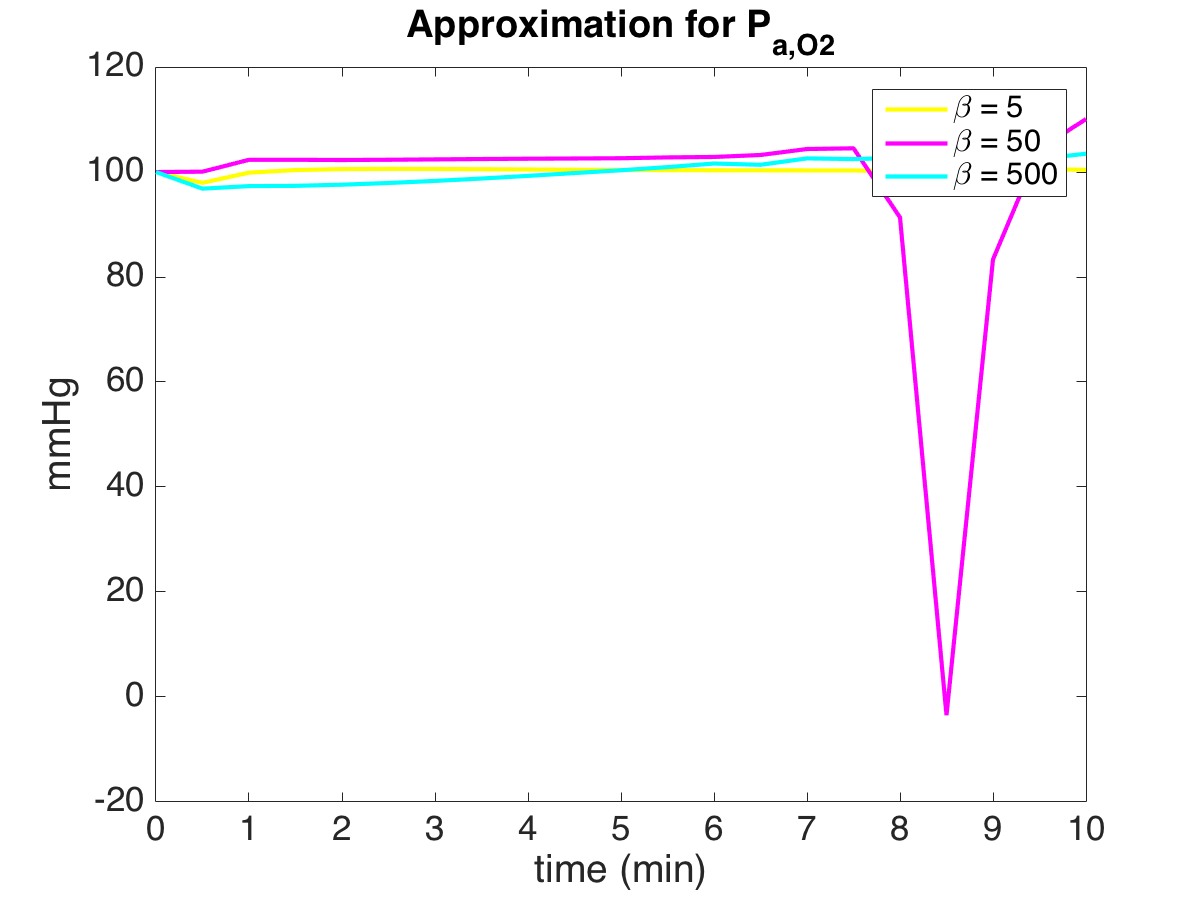 Approximation for P a,O2
120
100
80
60
40
20
0
-20
mmHg
β = 5
β = 50
β = 500
0 1 2 3 4 5 6 7 8 9 10
time (min)